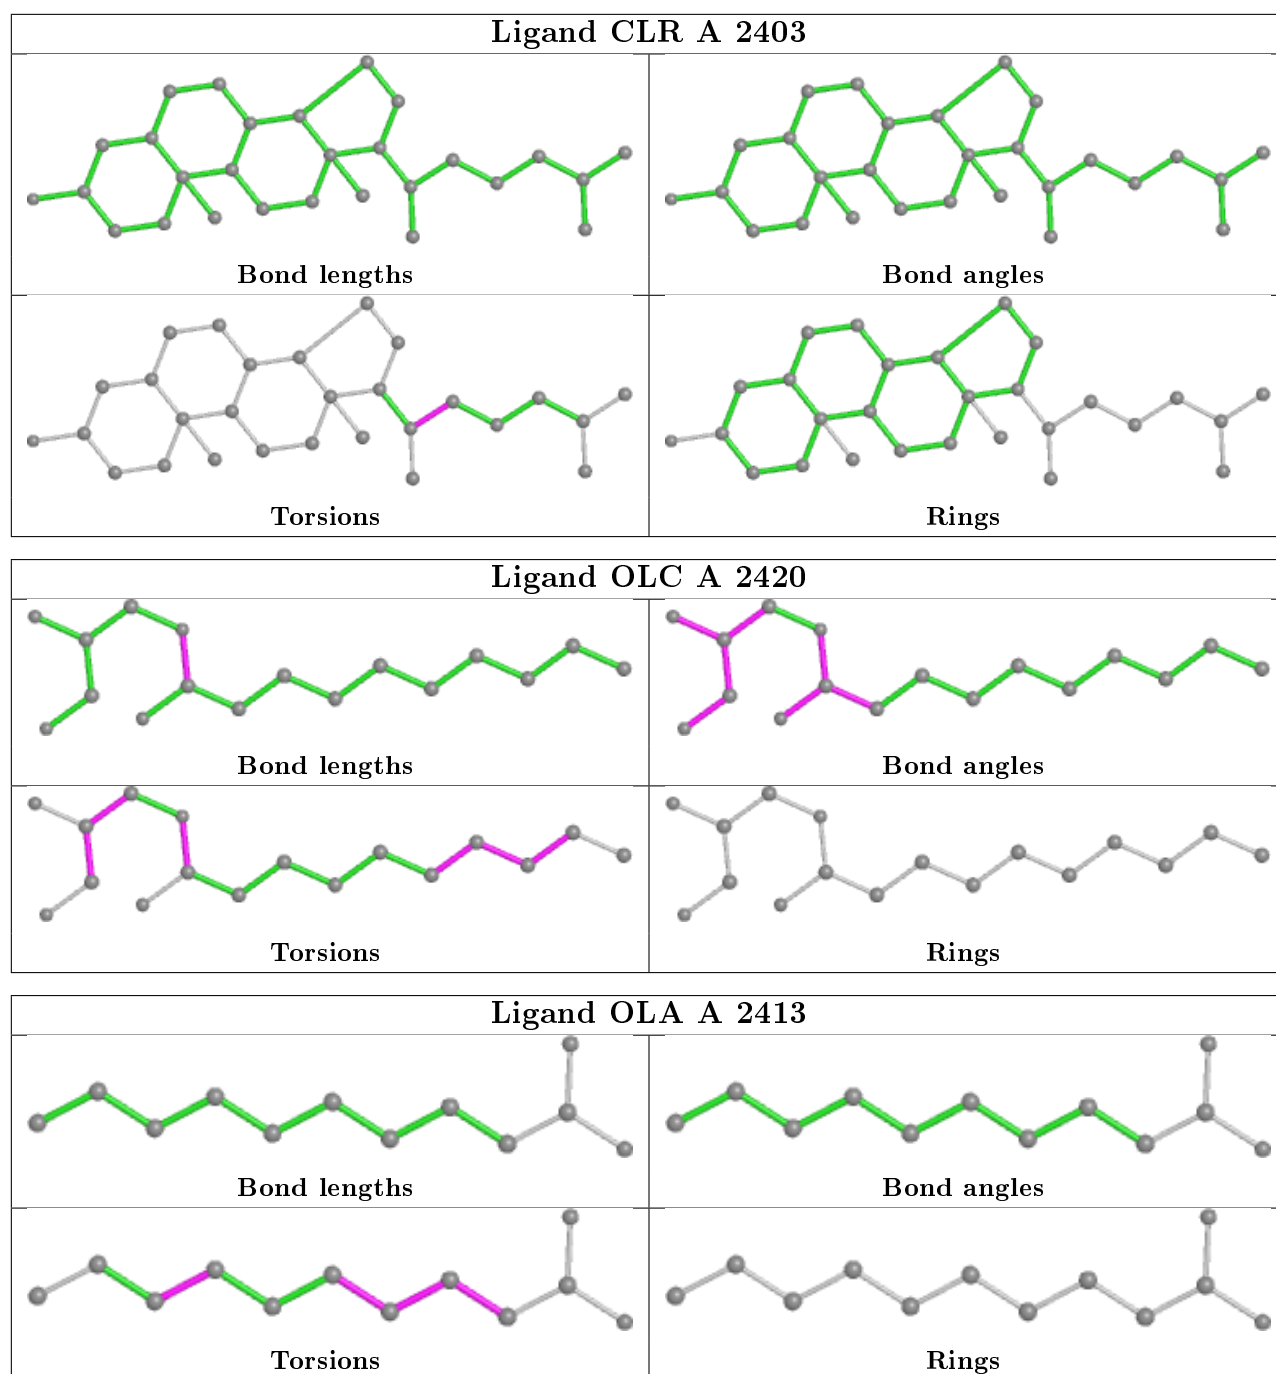 Ligand CLR A 2403
Bond lengths
Bond angles
Torsions
Rings
Ligand OLC A 2420
Bond lengths
Bond angles
Torsions
Rings
Ligand OLA A 2413
Bond lengths
Bond angles
Torsions
Rings